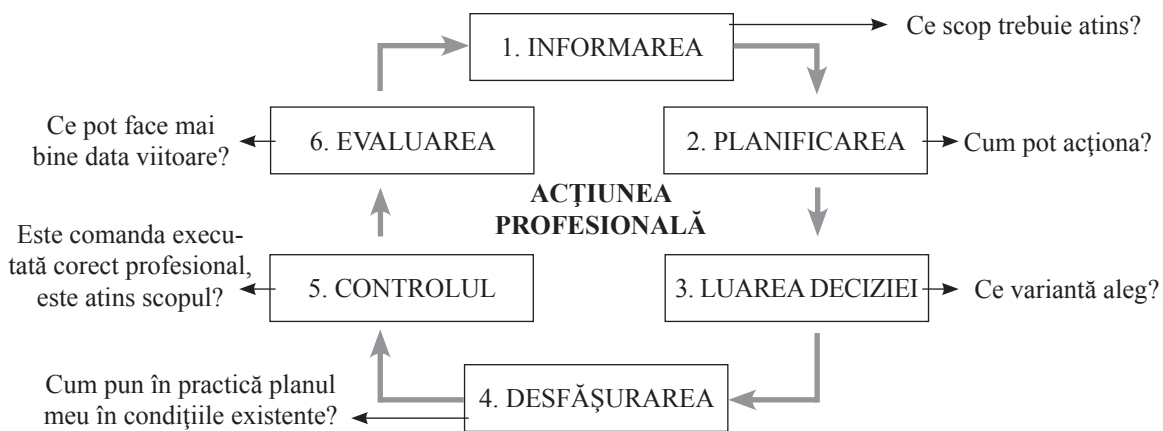 1. INFORMAREA
Ce scop trebuie atins?
2. PLANIFICAREA
Cum pot acţiona?
3. LUAREA DECIZIEI
Ce variantă aleg?
4. DESFĂŞURAREA
Cum pun în practică planul
meu în condiţiile existente?
5. CONTROLUL
Este comanda execu-
tată corect profesional,
este atins scopul?
6. EVALUAREA
Ce pot face mai
bine data viitoare?
ACŢIUNEA
PROFESIONALĂ